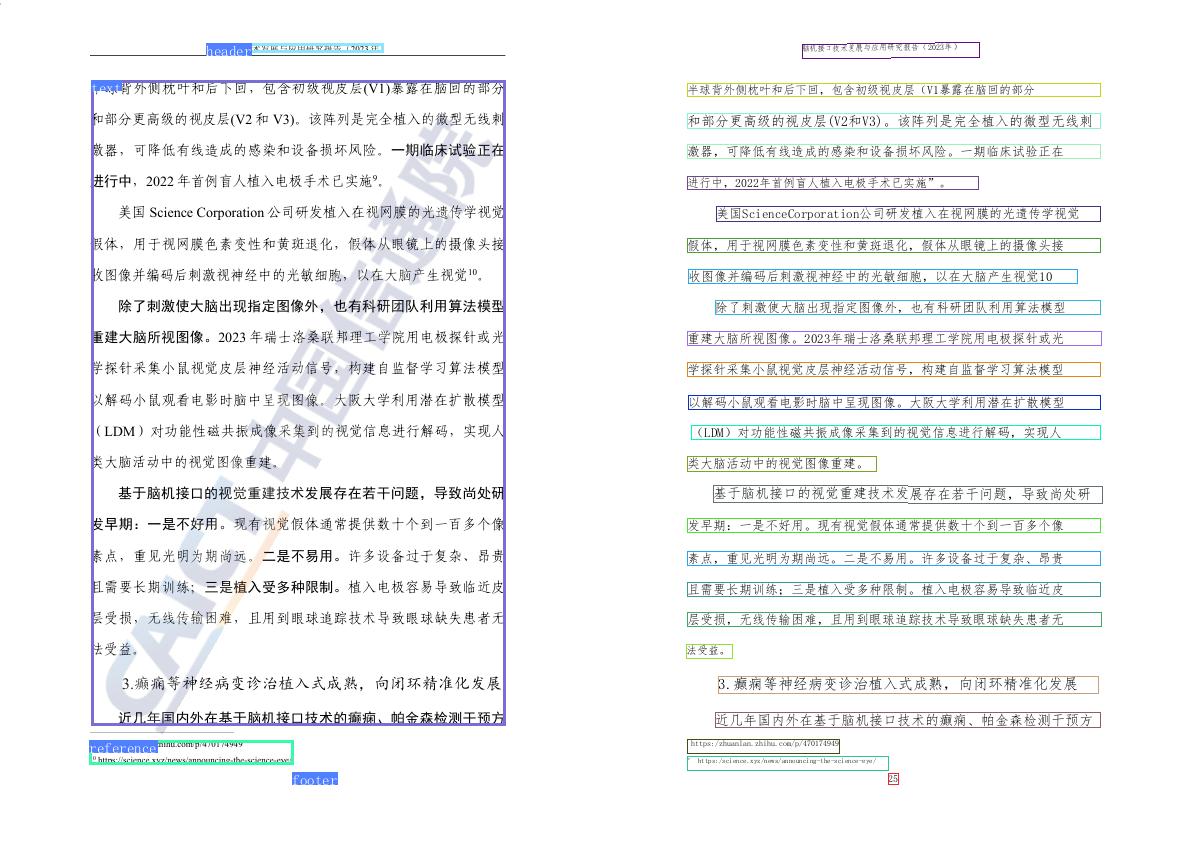 header 术发展与应用研究报告（2023 年
text 背外侧枕叶和后下回，包含初级视皮层(V1)暴露在脑回的部分
和部分更高级的视皮层(V2 和 V3)。该阵列是完全植入的微型无线刺
激器，可降低有线造成的感染和设备损坏风险。一期临床试验正在
进行中，2022 年首例盲人植入电极手术已实施⁹。
美国 Science Corporation 公司研发植入在视网膜的光遗传学视觉
假体，用于视网膜色素变性和黄斑退化，假体从眼镜上的摄像头接
收图像并编码后刺激视神经中的光敏细胞，以在大脑产生视觉¹⁰。
除了刺激使大脑出现指定图像外，也有科研团队利用算法模型
重建大脑所视图像。2023 年瑞士洛桑联邦理工学院用电极探针或光
学探针采集小鼠视觉皮层神经活动信号，构建自监督学习算法模型
以解码小鼠观看电影时脑中呈现图像。大阪大学利用潜在扩散模型
（LDM）对功能性磁共振成像采集到的视觉信息进行解码，实现人
类大脑活动中的视觉图像重建。
基于脑机接口的视觉重建技术发展存在若干问题，导致尚处研
发早期：一是不好用。现有视觉假体通常提供数十个到一百多个像
素点，重见光明为期尚远。二是不易用。许多设备过于复杂、昂贵
且需要长期训练；三是植入受多种限制。植入电极容易导致临近皮
层受损，无线传输困难，且用到眼球追踪技术导致眼球缺失患者无
法受益。
3.癫痫等神经病变诊治植入式成熟，向闭环精准化发展
近几年国内外在基于脑机接口技术的癫痫、帕金森检测干预方
CAICT 中国信通院
reference zhihu.com/p/470174949
¹⁰ https://science.xyz/news/announcing-the-science-eye/
footer
脑机接口技术发展与应用研究报告（2023年）
半球背外侧枕叶和后下回，包含初级视皮层（V1暴露在脑回的部分
和部分更高级的视皮层(V2和V3)。该阵列是完全植入的微型无线刺
激器，可降低有线造成的感染和设备损坏风险。一期临床试验正在
进行中，2022年首例盲人植入电极手术已实施”。
美国ScienceCorporation公司研发植入在视网膜的光遗传学视觉
假体，用于视网膜色素变性和黄斑退化，假体从眼镜上的摄像头接
收图像并编码后刺激视神经中的光敏细胞，以在大脑产生视觉10
除了刺激使大脑出现指定图像外，也有科研团队利用算法模型
重建大脑所视图像。2023年瑞士洛桑联邦理工学院用电极探针或光
学探针采集小鼠视觉皮层神经活动信号，构建自监督学习算法模型
以解码小鼠观看电影时脑中呈现图像。大阪大学利用潜在扩散模型
（LDM）对功能性磁共振成像采集到的视觉信息进行解码，实现人
类大脑活动中的视觉图像重建。
基于脑机接口的视觉重建技术发展存在若干问题，导致尚处研
发早期：一是不好用。现有视觉假体通常提供数十个到一百多个像
素点，重见光明为期尚远。二是不易用。许多设备过于复杂、昂贵
且需要长期训练；三是植入受多种限制。植入电极容易导致临近皮
层受损，无线传输困难，且用到眼球追踪技术导致眼球缺失患者无
法受益。
3.癫痫等神经病变诊治植入式成熟，向闭环精准化发展
近几年国内外在基于脑机接口技术的癫痫、帕金森检测干预方
https:/zhuanlan.zhihu.com/p/470174949
https:/science.xyz/news/announcing-the-science-eye/
25